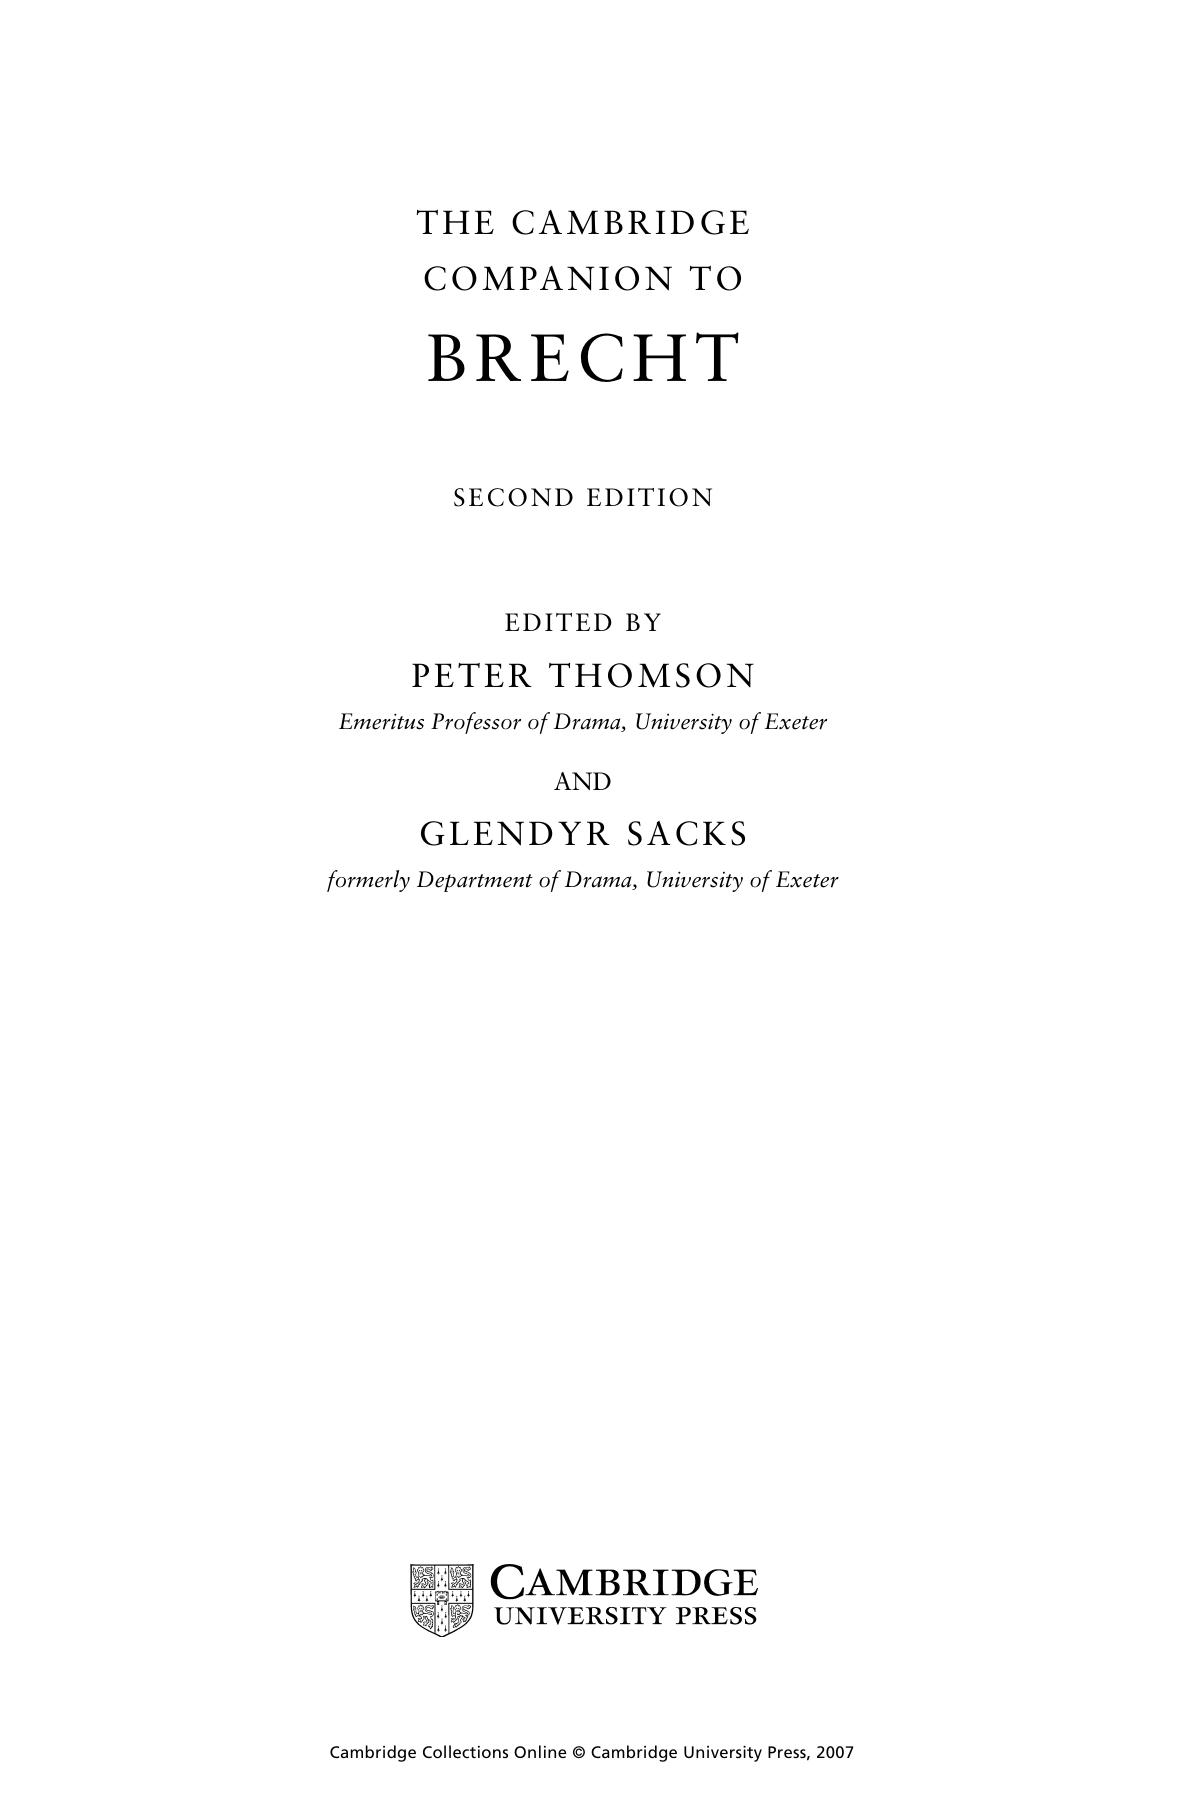 THE CAMBRIDGE
COMPANION TO
BRECHT
SECOND EDITION
EDITED BY
PETER THOMSON
Emeritus Professor of Drama, University of Exeter
AND
GLENDYR SACKS
formerly Department of Drama, University of Exeter
CAMBRIDGE
UNIVERSITY PRESS
Cambridge Collections Online © Cambridge University Press, 2007